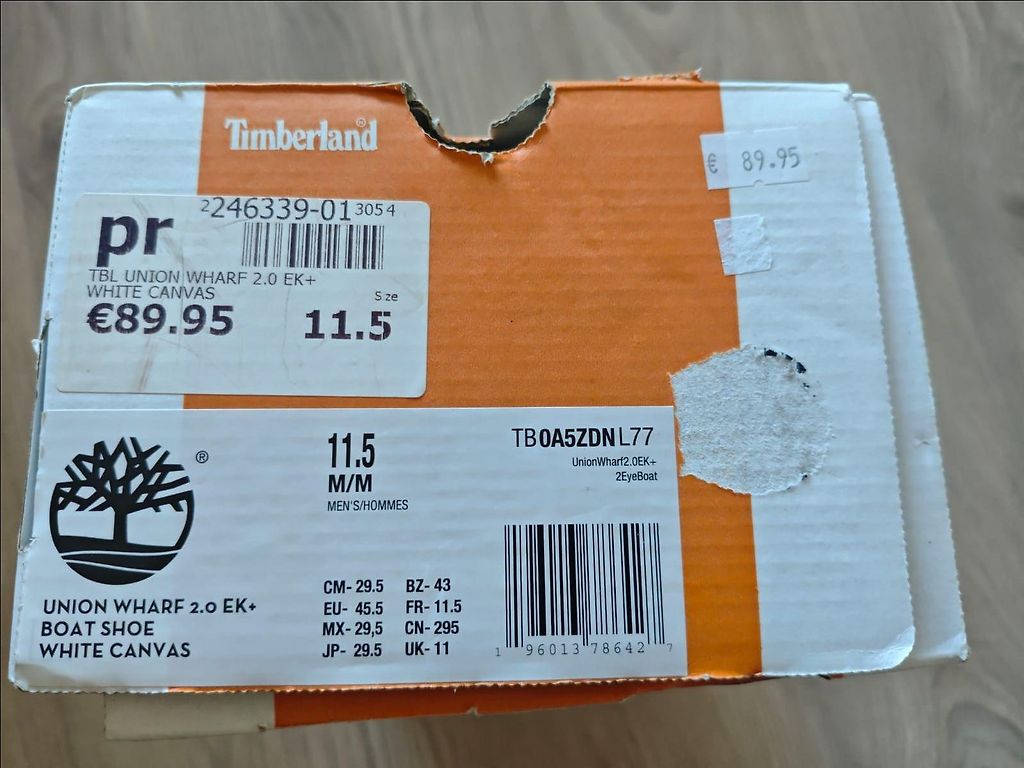 Timberland®
€ 89.95
pr
2246339-013054
TBL UNION WHARF 2.0 EK+
WHITE CANVAS
Size
€89.95
11.5
®
11.5
M/M
MEN'S/HOMMES
TB0A5ZDN L77
UnionWharf2.0EK+
2EyeBoat
UNION WHARF 2.0 EK+
BOAT SHOE
WHITE CANVAS
CM- 29.5 BZ- 43
EU- 45.5 FR- 11.5
MX- 29,5 CN- 295
JP- 29.5 UK- 11
1 96013 78642 7